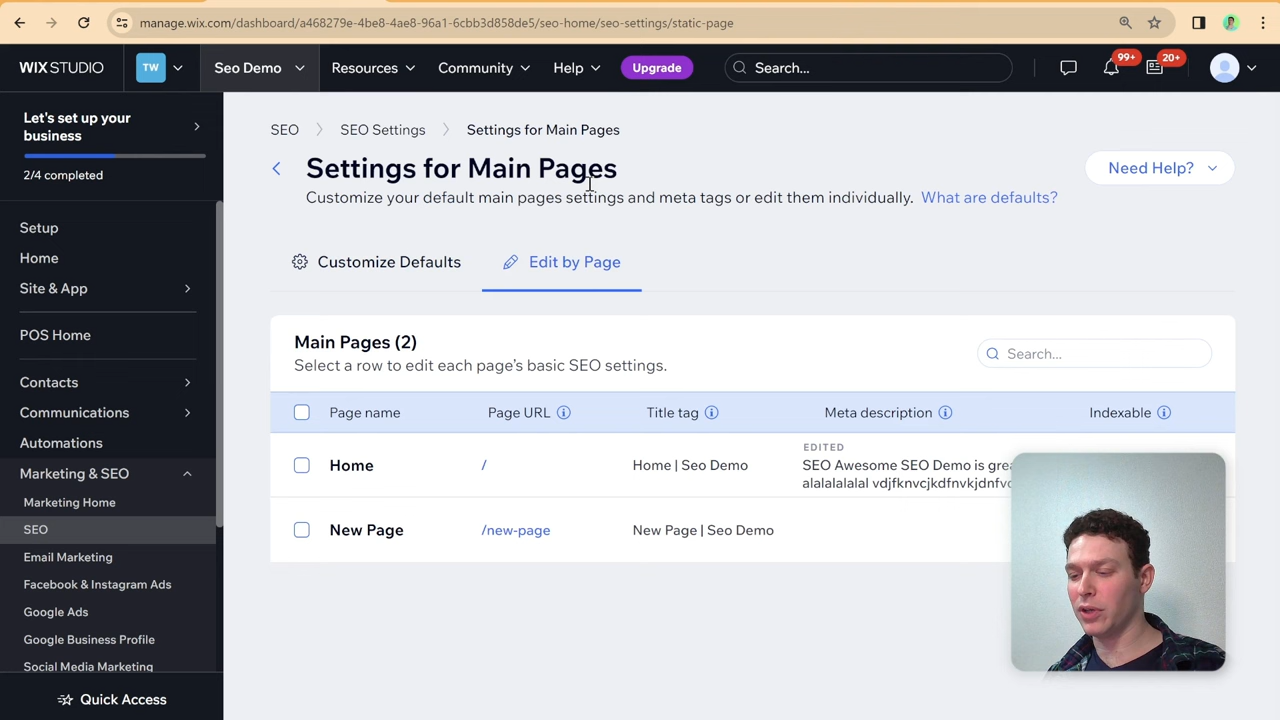 manage.wix.com/dashboard/a468279e-4be8-4ae8-96a1-6cbb3d858de5/seo-home/seo-settings/static-page
WIX STUDIO
TW
Seo Demo
Resources
Community
Help
Upgrade
Search...
99+
20+
Let's set up your
business
2/4 completed
Setup
Home
Site & App
POS Home
Contacts
Communications
Automations
Marketing & SEO
Marketing Home
SEO
Email Marketing
Facebook & Instagram Ads
Google Ads
Google Business Profile
Social Media Marketing
Quick Access
SEO
SEO Settings
Settings for Main Pages
Settings for Main Pages
Need Help?
Customize your default main pages settings and meta tags or edit them individually. What are defaults?
Customize Defaults
Edit by Page
Main Pages (2)
Select a row to edit each page's basic SEO settings.
Search...
Page name
Page URL
Title tag
Meta description
Indexable
Home
/
Home | Seo Demo
EDITED
SEO Awesome SEO Demo is
alalalalalal
New Page
/new-page
New Page | Seo Demo